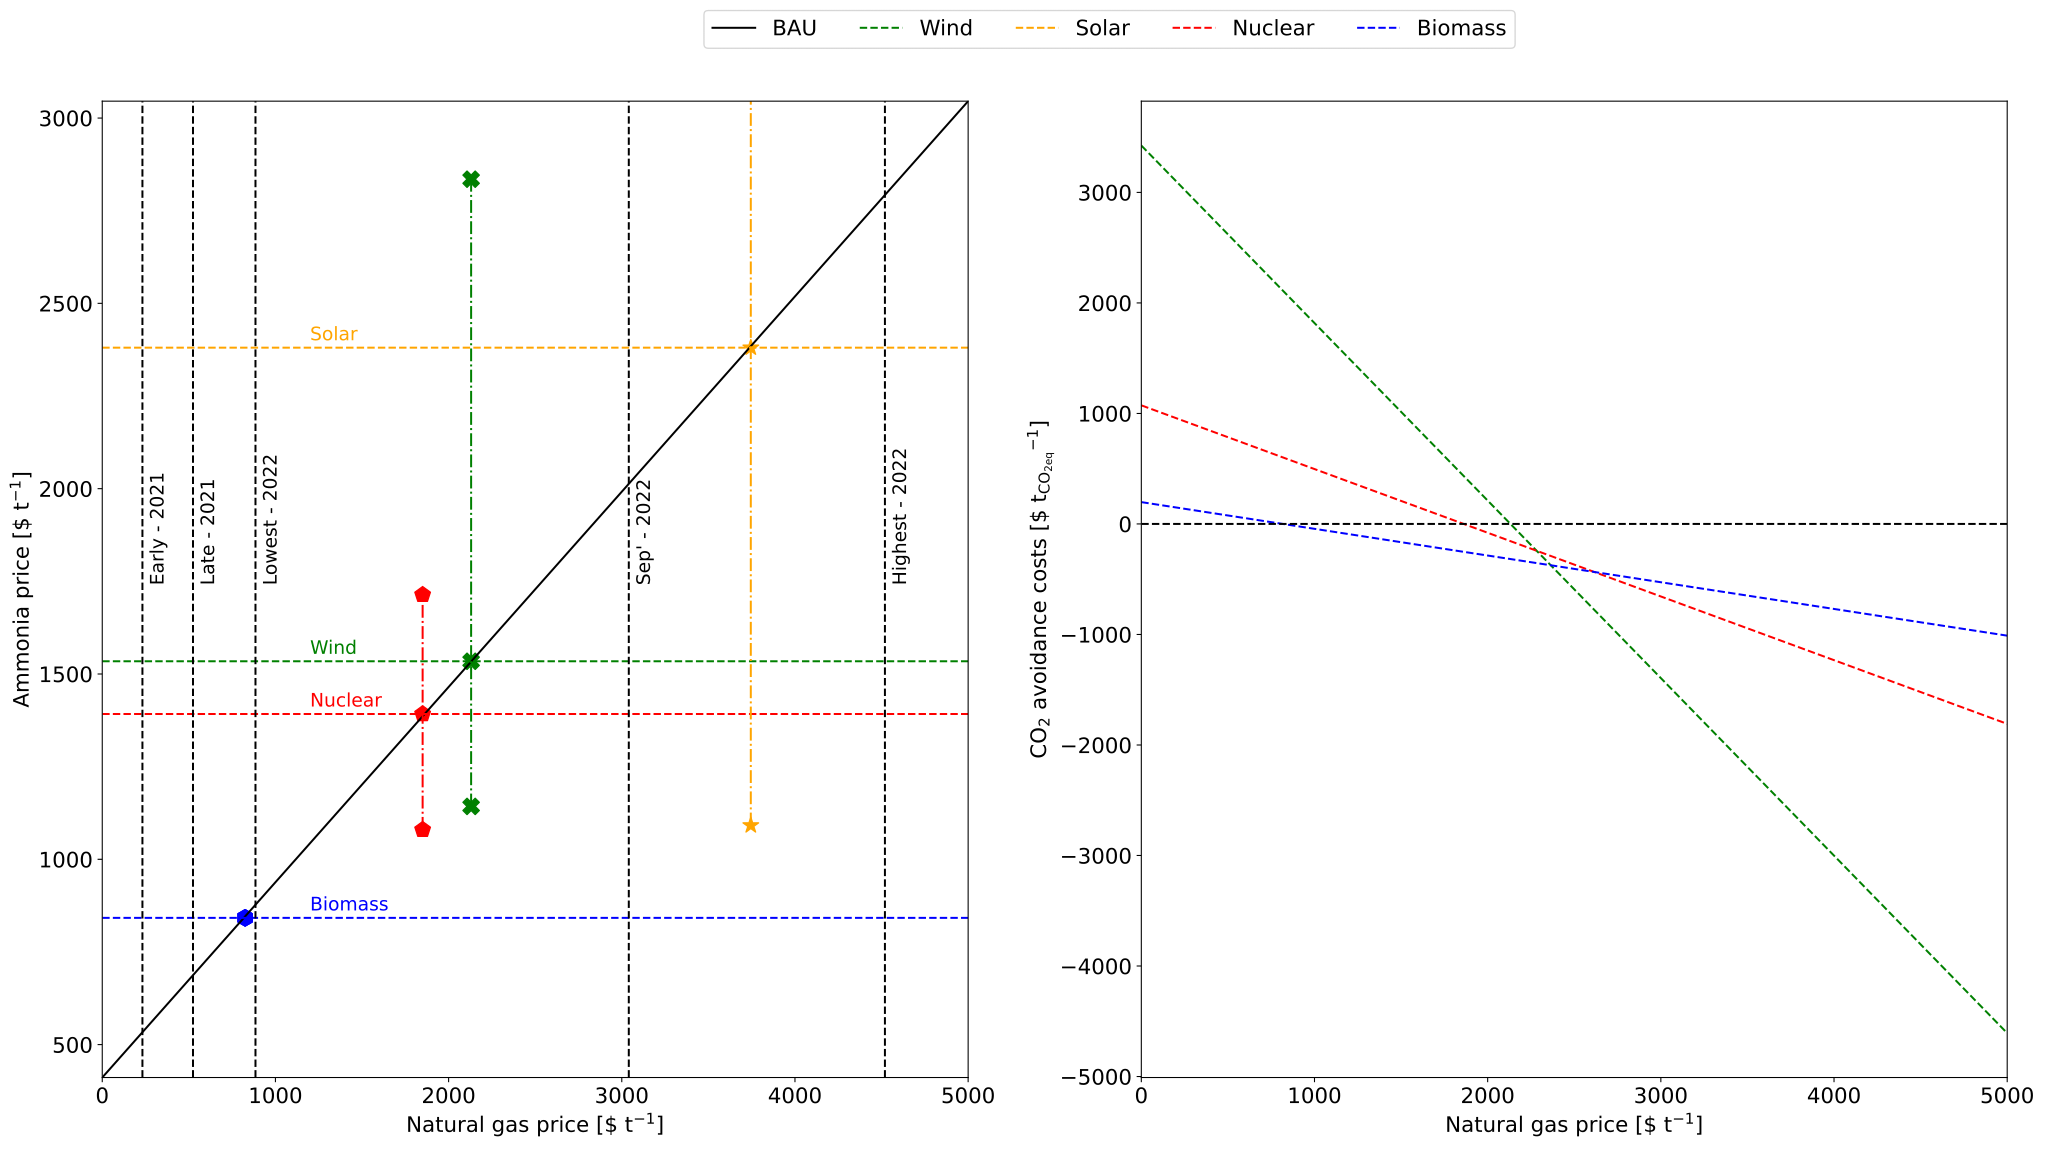 BAU Wind Solar Nuclear Biomass
Ammonia price [$ t⁻¹]
3000
2500
2000
1500
1000
500
Solar
Wind
Nuclear
Biomass
Early - 2021
Late - 2021
Lowest - 2022
Sep' - 2022
Highest - 2022
0 1000 2000 3000 4000 5000
Natural gas price [$ t⁻¹]
CO₂ avoidance costs [$ t_CO₂eq⁻¹]
3000
2000
1000
0
−1000
−2000
−3000
−4000
−5000
0 1000 2000 3000 4000 5000
Natural gas price [$ t⁻¹]